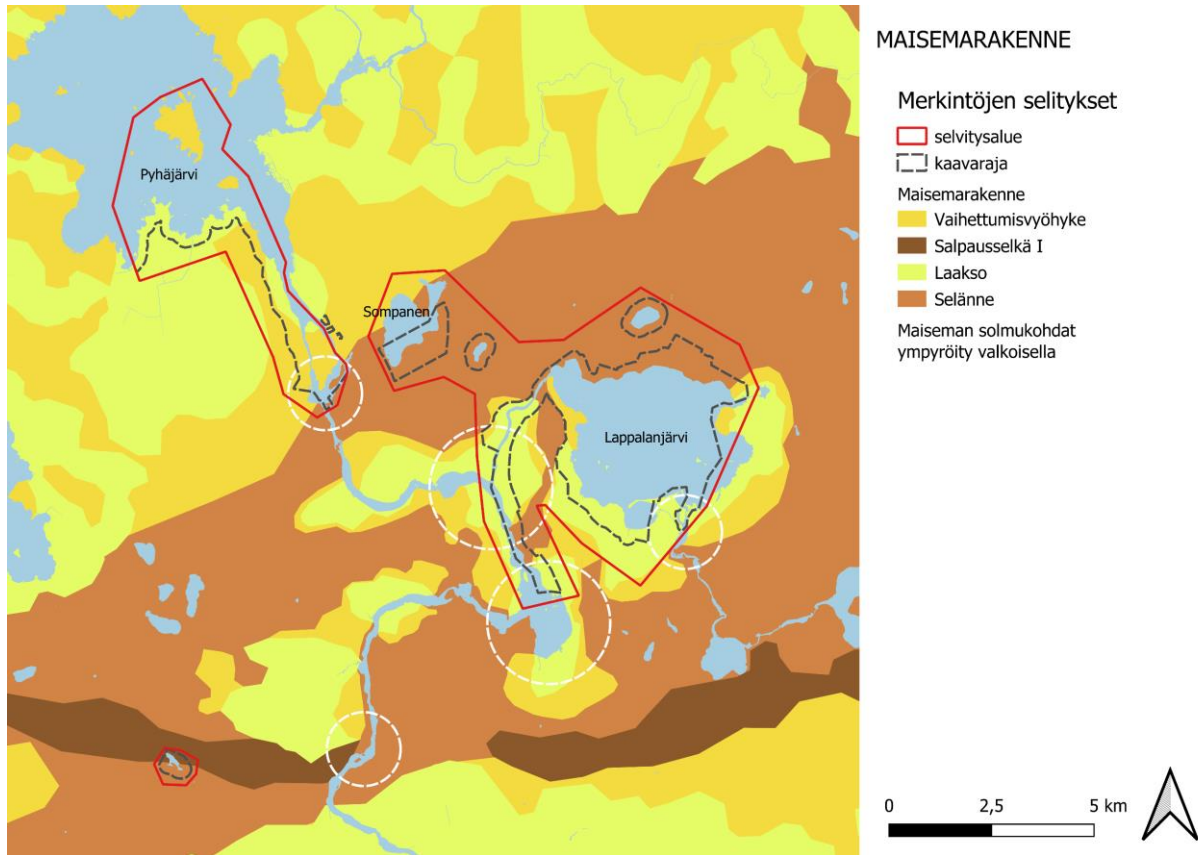 MAISEMARAKENNE
Merkintöjen selitykset
selvitysalue
kaavaraja
Maisemarakenne
Vaihettumisvyöhyke
Salpausselkä I
Laakso
Selänne
Maiseman solmukohdat
ympyröity valkoisella
Pyhäjärvi
Sompanen
Lappalanjärvi
0 2,5 5 km